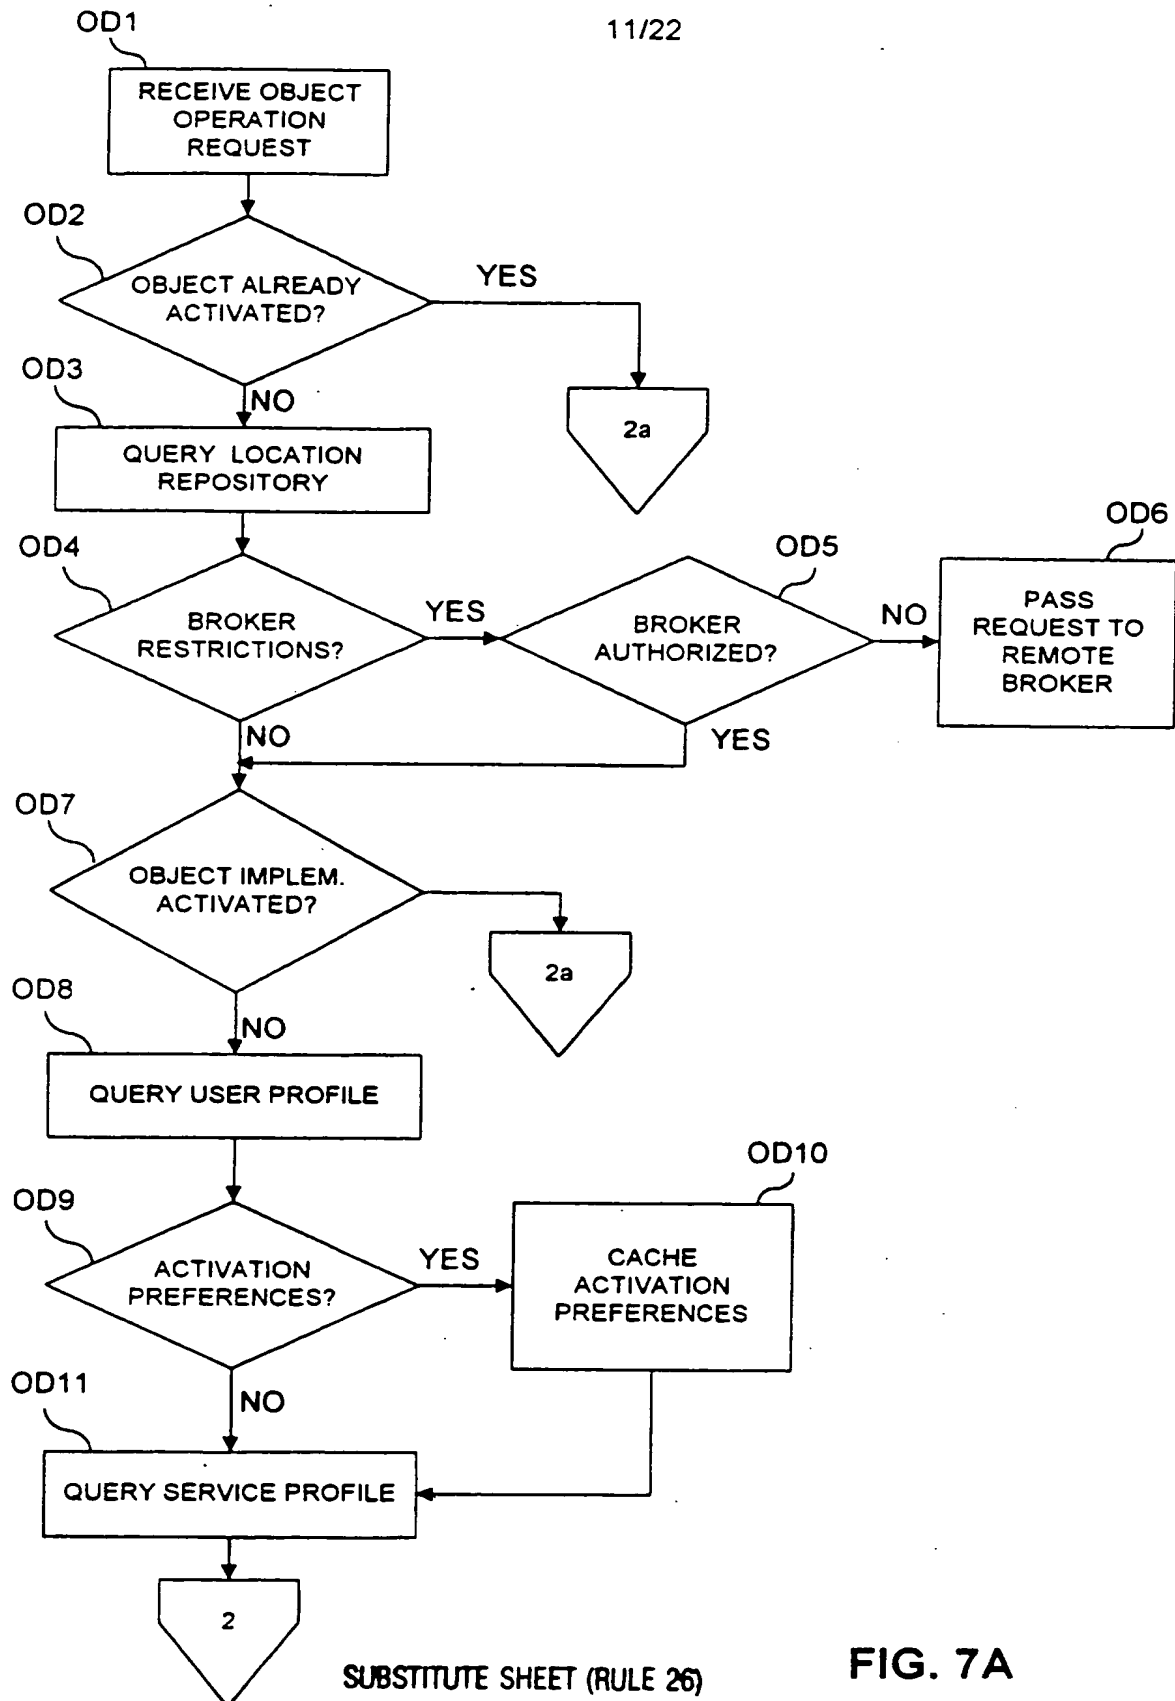 11/22
OD1
RECEIVE OBJECT
OPERATION
REQUEST
OD2
OBJECT ALREADY
ACTIVATED?
YES
NO
2a
OD3
QUERY LOCATION
REPOSITORY
OD4
BROKER
RESTRICTIONS?
YES
NO
OD5
BROKER
AUTHORIZED?
NO
YES
OD6
PASS
REQUEST TO
REMOTE
BROKER
OD7
OBJECT IMPLEM.
ACTIVATED?
2a
NO
OD8
QUERY USER PROFILE
OD9
ACTIVATION
PREFERENCES?
YES
NO
OD10
CACHE
ACTIVATION
PREFERENCES
OD11
QUERY SERVICE PROFILE
2
SUBSTITUTE SHEET (RULE 26)
FIG. 7A